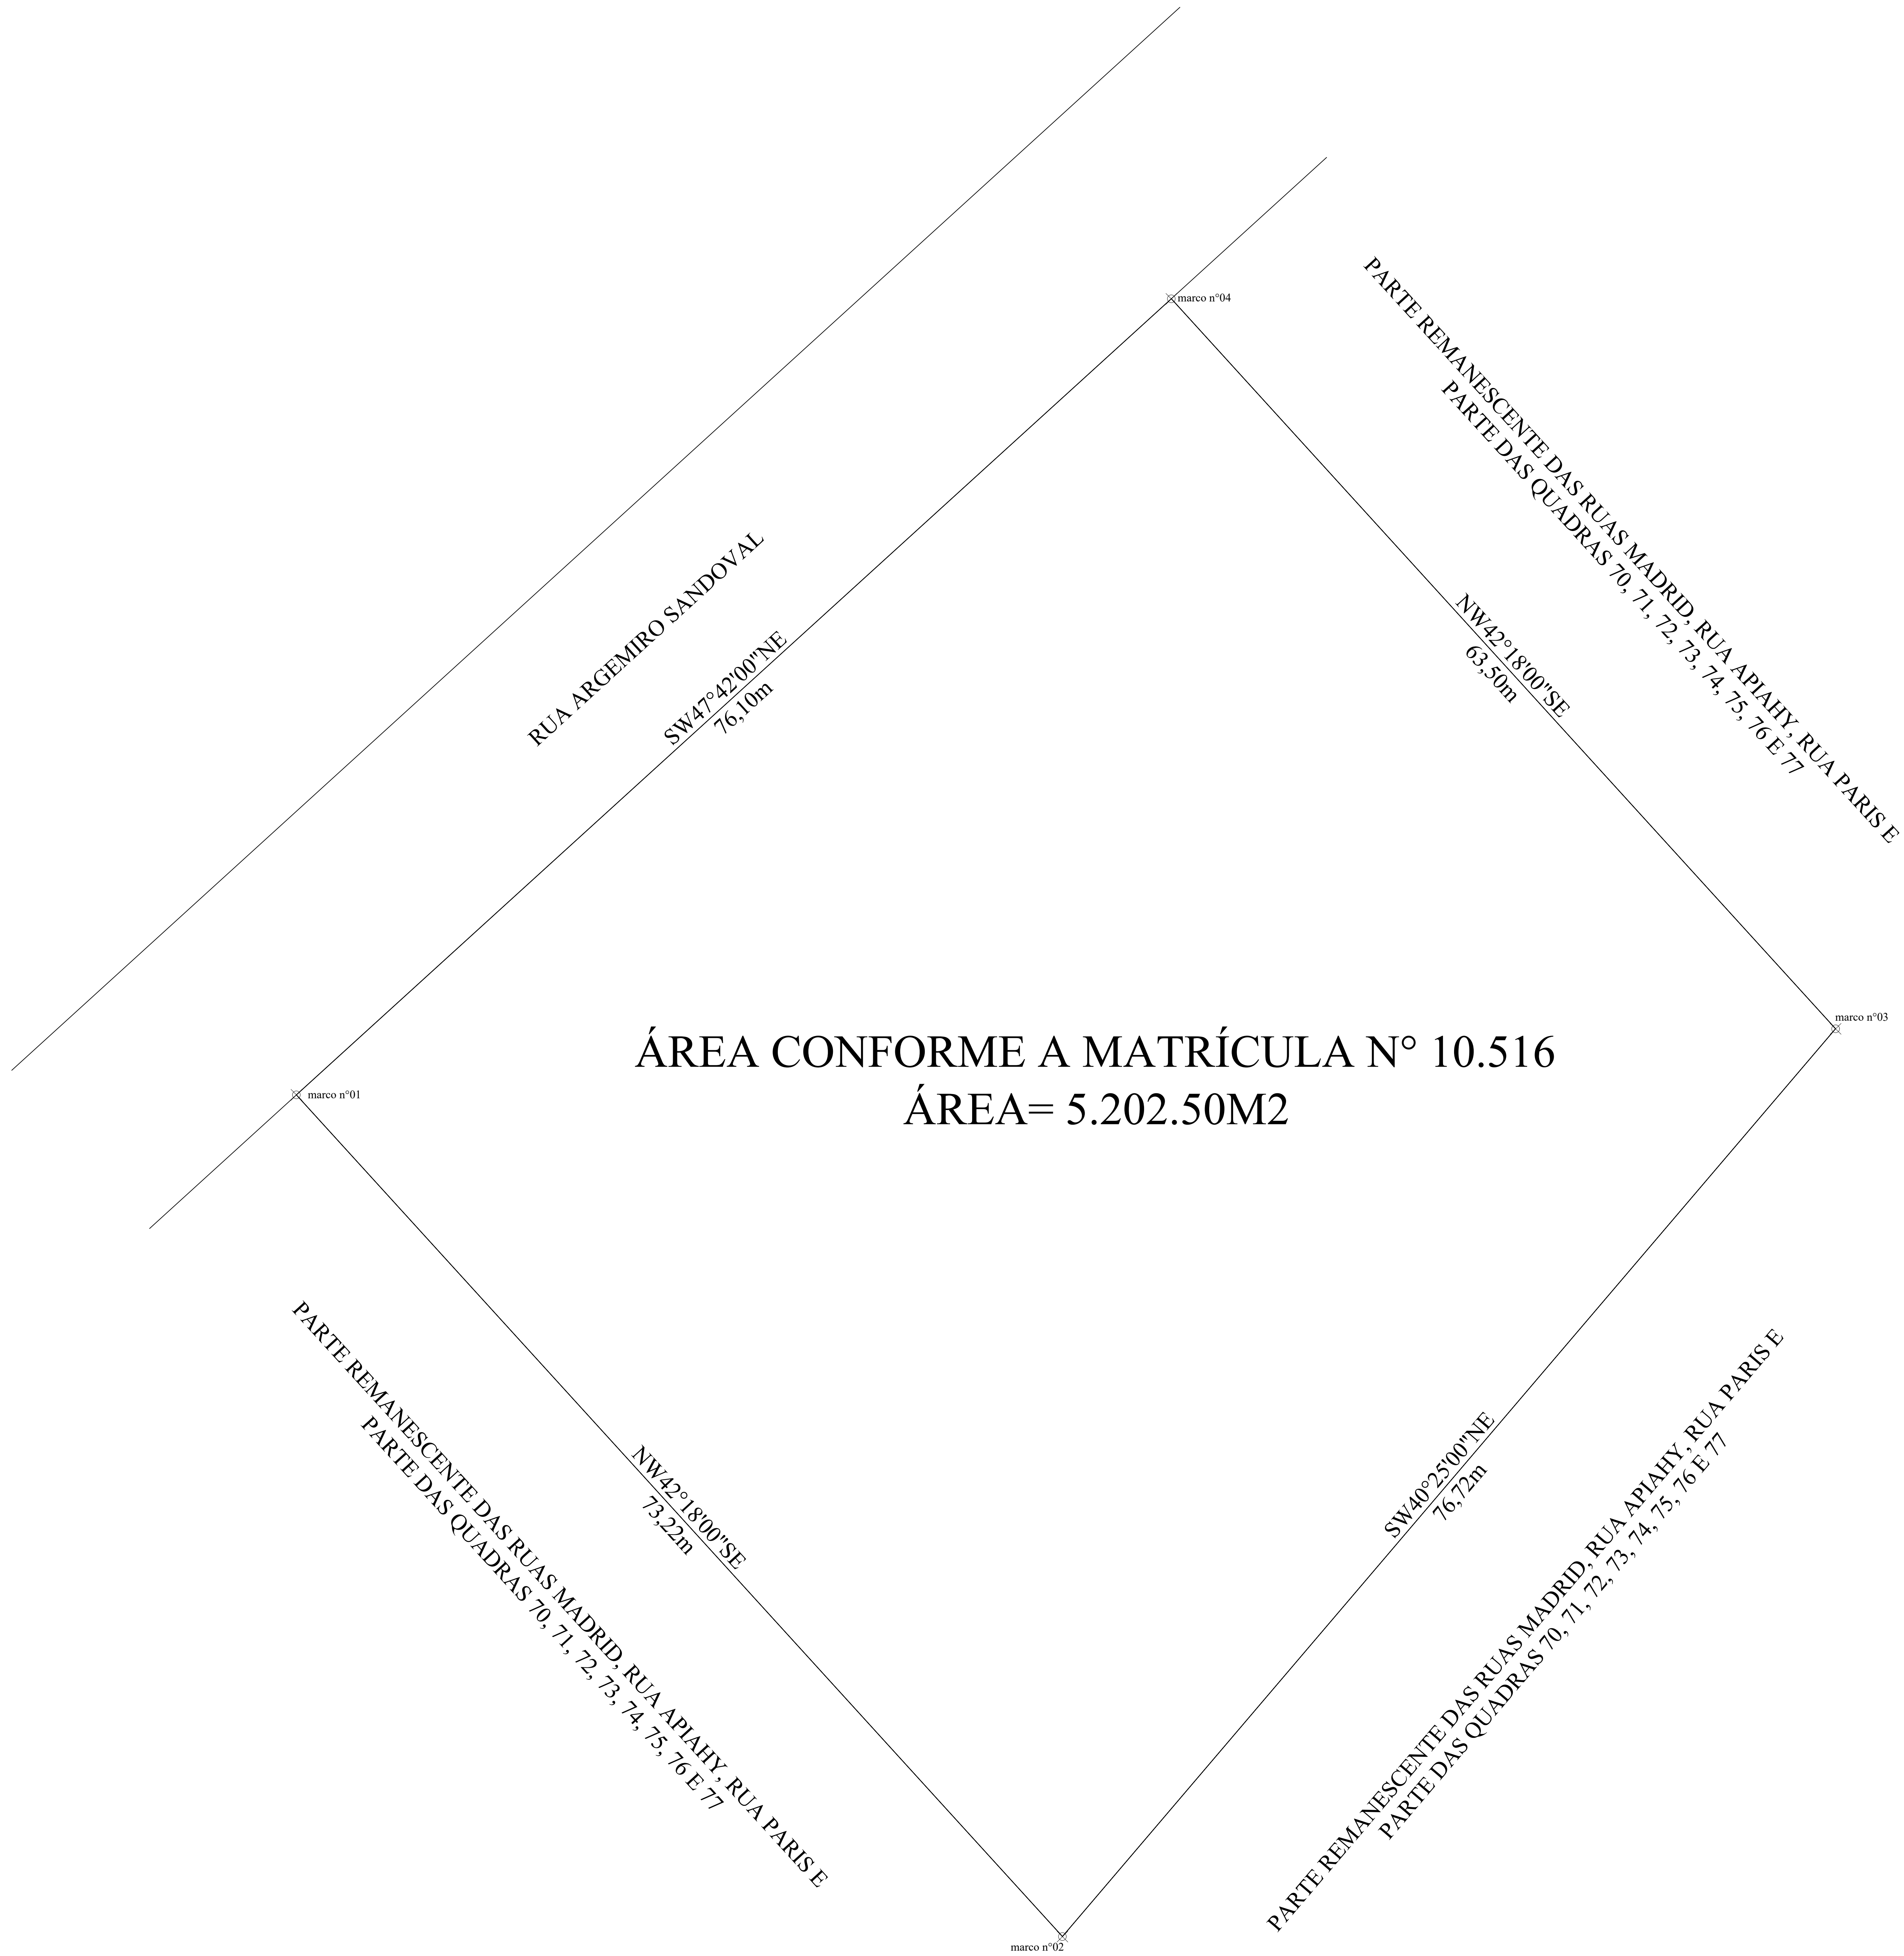 marco n°04
PARTE REMANESCENTE DAS RUAS MADRID, RUA APIAHY, RUA PARIS E
PARTE DAS QUADRAS 70, 71, 72, 73, 74, 75, 76 E 77
RUA ARGEMIRO SANDOVAL
SW47°42'00"NE
76,10m
NW42°18'00"SE
63,50m
marco n°03
ÁREA CONFORME A MATRÍCULA N° 10.516
ÁREA= 5.202.50M2
marco n°01
PARTE REMANESCENTE DAS RUAS MADRID, RUA APIAHY, RUA PARIS E
PARTE DAS QUADRAS 70, 71, 72, 73, 74, 75, 76 E 77
NW42°18'00"SE
73,22m
SW40°25'00"NE
76,72m
PARTE REMANESCENTE DAS RUAS MADRID, RUA APIAHY, RUA PARIS E
PARTE DAS QUADRAS 70, 71, 72, 73, 74, 75, 76 E 77
marco n°02